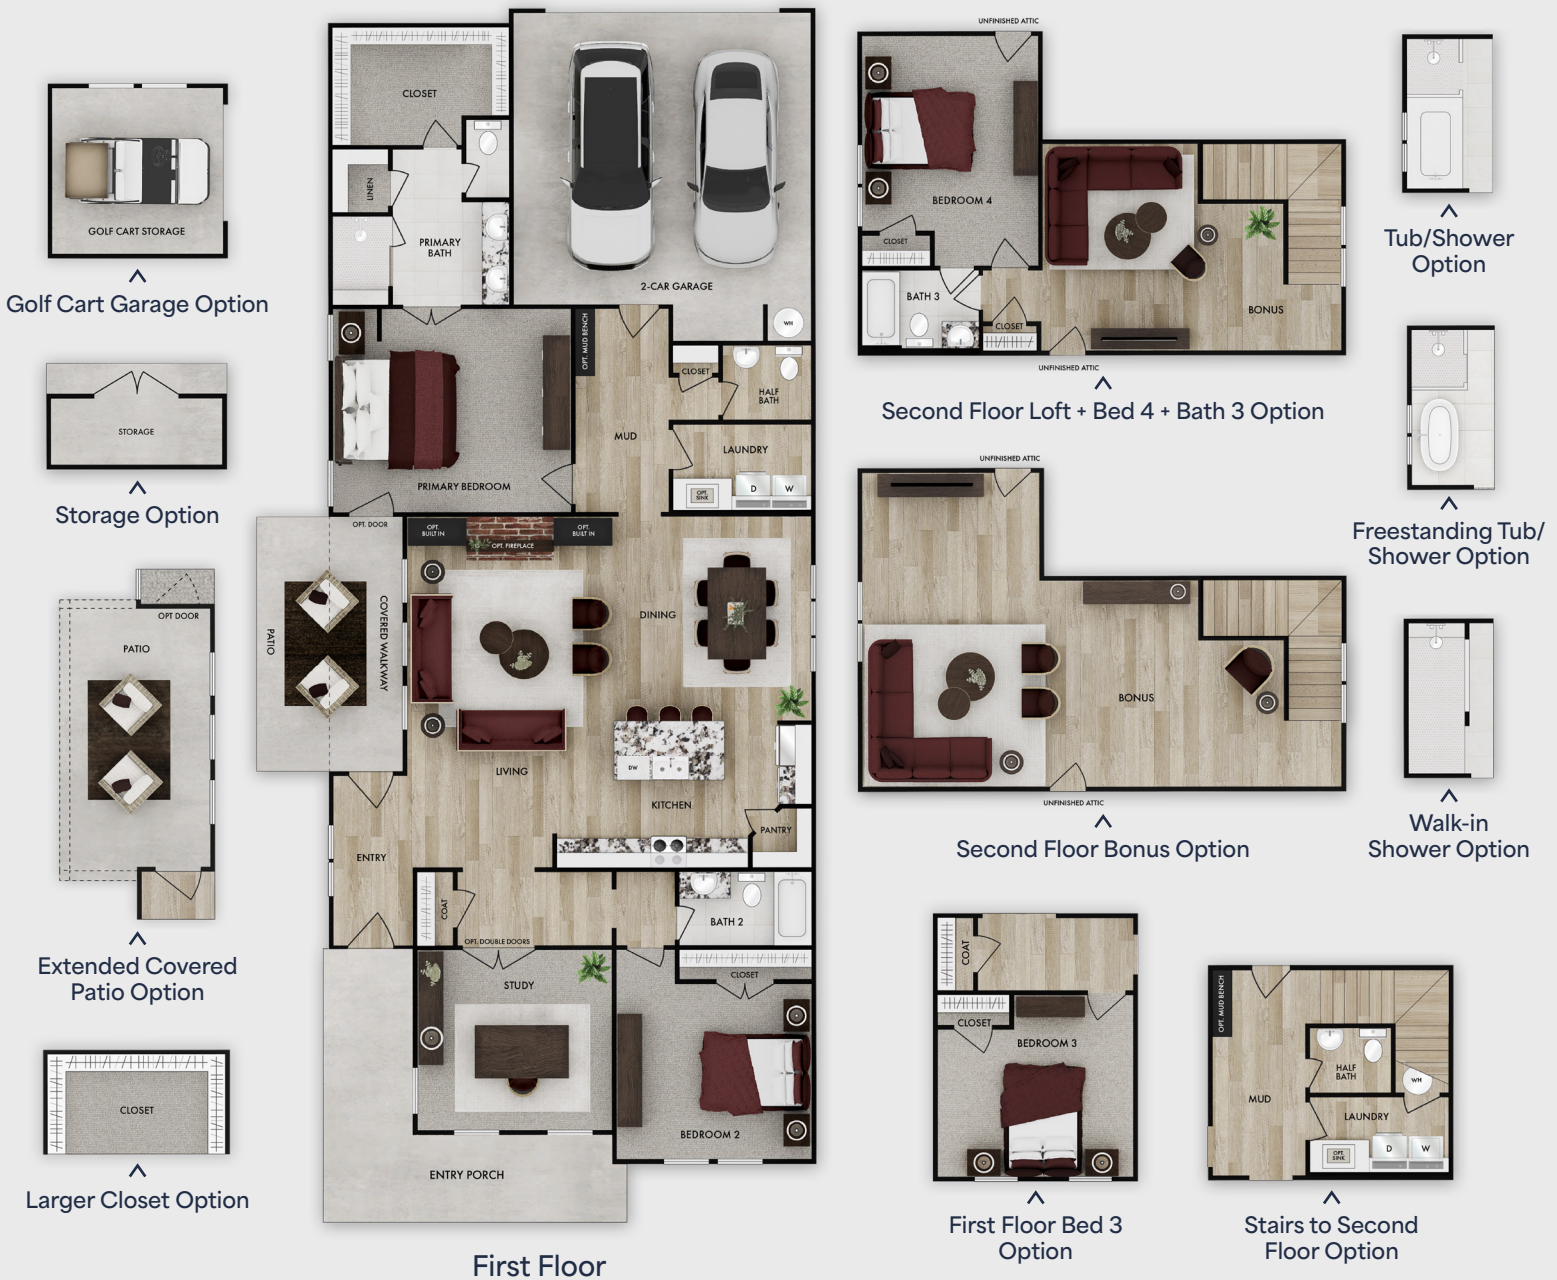 GOLF CART STORAGE
Golf Cart Garage Option
STORAGE
Storage Option
OPT DOOR
PATIO
Extended Covered
Patio Option
CLOSET
Larger Closet Option
CLOSET
LINEN
PRIMARY
BATH
2-CAR GARAGE
WH
OPT. MUD BENCH
CLOSET
HALF
BATH
MUD
LAUNDRY
OPT.
SINK
D
W
PRIMARY BEDROOM
OPT. DOOR
OPT.
BUILT IN
OPT. FIREPLACE
OPT.
BUILT IN
PATIO
COVERED WALKWAY
DINING
LIVING
DW
KITCHEN
PANTRY
ENTRY
COAT
BATH 2
OPT. DOUBLE DOORS
STUDY
CLOSET
BEDROOM 2
ENTRY PORCH
First Floor
UNFINISHED ATTIC
BEDROOM 4
CLOSET
BATH 3
CLOSET
BONUS
UNFINISHED ATTIC
Second Floor Loft + Bed 4 + Bath 3 Option
UNFINISHED ATTIC
BONUS
UNFINISHED ATTIC
Second Floor Bonus Option
COAT
CLOSET
BEDROOM 3
First Floor Bed 3
Option
OPT. MUD BENCH
HALF
BATH
WH
MUD
LAUNDRY
OPT.
SINK
D
W
Stairs to Second
Floor Option
Tub/Shower
Option
Freestanding Tub/
Shower Option
Walk-in
Shower Option